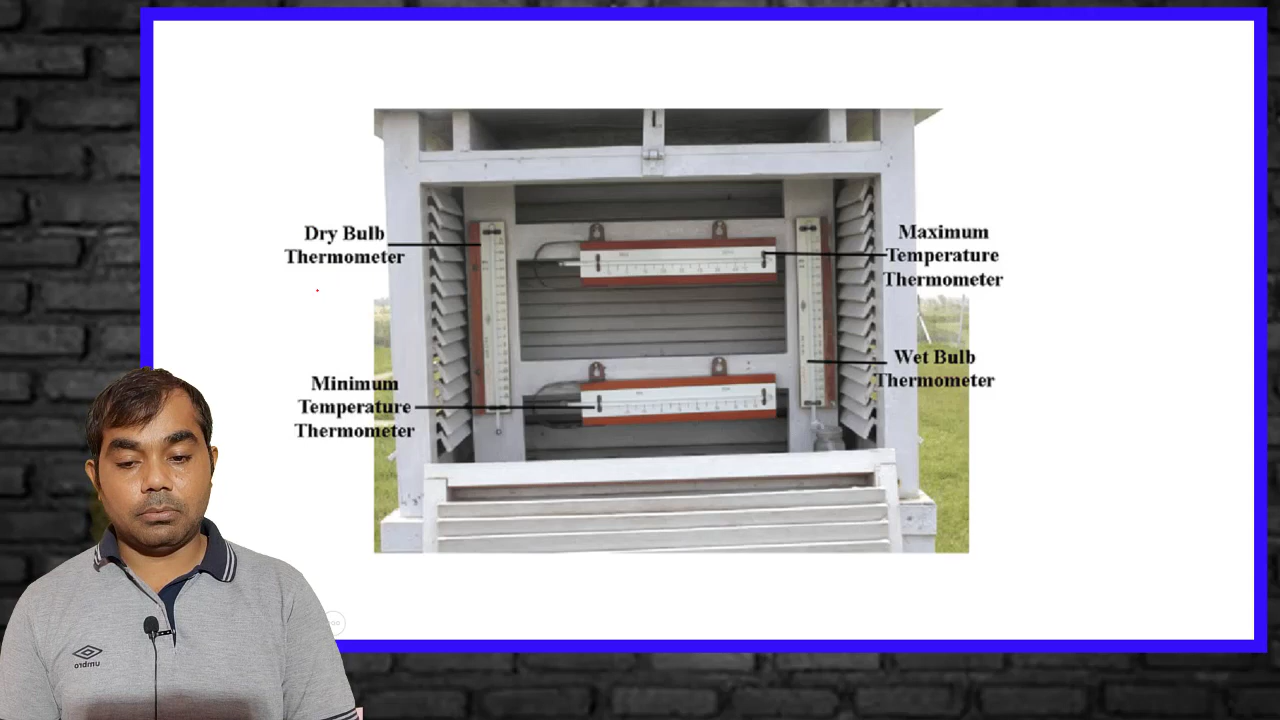 Dry Bulb
Thermometer
Maximum
Temperature
Thermometer
Minimum
Temperature
Thermometer
Wet Bulb
Thermometer
umbro